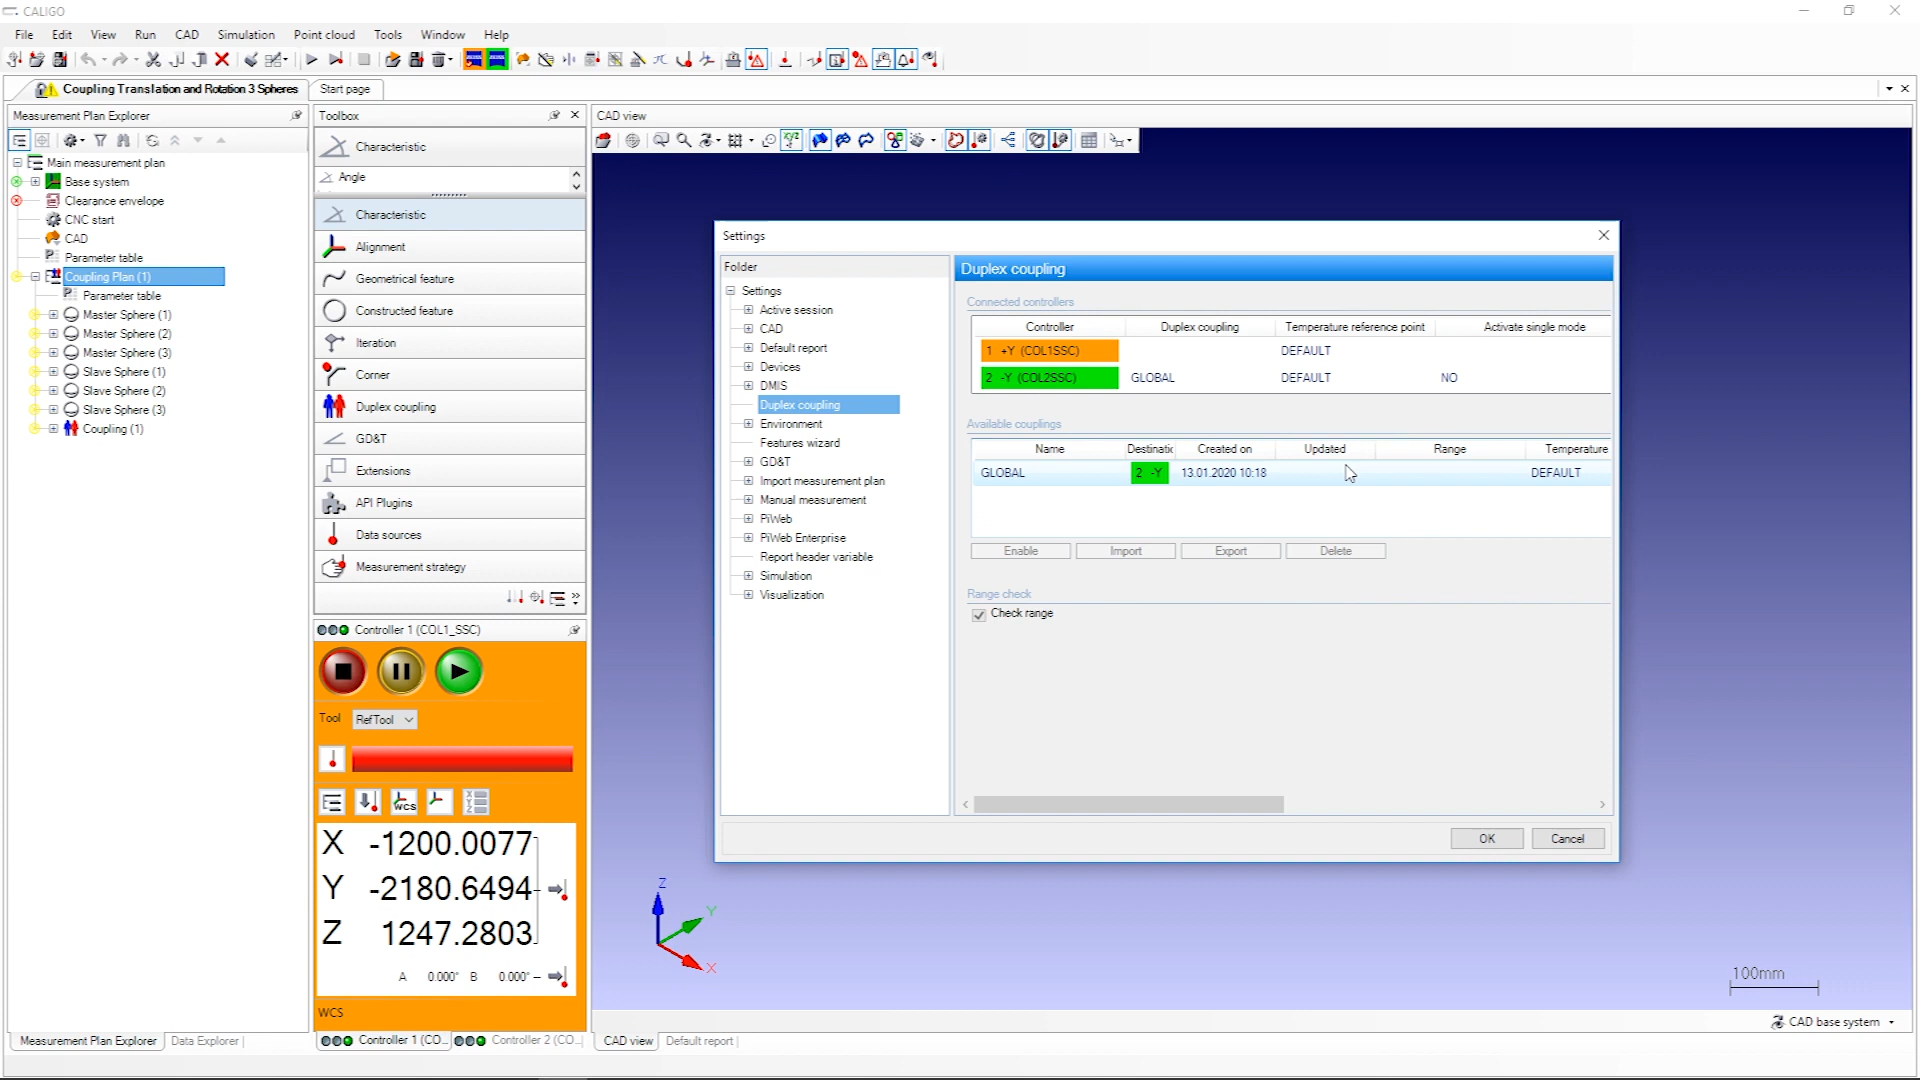 CALIGO
File Edit View Run CAD Simulation Point cloud Tools Window Help
Coupling Translation and Rotation 3 Spheres
Start page
Measurement Plan Explorer
Main measurement plan
Base system
Clearance envelope
CNC start
CAD
Parameter table
Coupling Plan (1)
Parameter table
Master Sphere (1)
Master Sphere (2)
Master Sphere (3)
Slave Sphere (1)
Slave Sphere (2)
Slave Sphere (3)
Coupling (1)
Measurement Plan Explorer
Data Explorer
Toolbox
Characteristic
Angle
Characteristic
Alignment
Geometrical feature
Constructed feature
Iteration
Corner
Duplex coupling
GD&T
Extensions
API Plugins
Data sources
Measurement strategy
Controller 1 (COL1_SSC)
Tool RefTool
WCS
X -1200.0077
Y -2180.6494
Z 1247.2803
A 0.000° B 0.000°
WCS
Controller 1 (CO...
Controller 2 (CO...
CAD view
Settings
Folder
Settings
Active session
CAD
Default report
Devices
DMIS
Duplex coupling
Environment
Features wizard
GD&T
Import measurement plan
Manual measurement
PiWeb
PiWeb Enterprise
Report header variable
Simulation
Visualization
Duplex coupling
Connected controllers
Controller Duplex coupling Temperature reference point Activate single mode
1 +Y (COL1SSC) DEFAULT
2 -Y (COL2SSC) GLOBAL DEFAULT NO
Available couplings
Name Destinatic Created on Updated Range Temperature
GLOBAL 2 -Y 13.01.2020 10:18 DEFAULT
Enable Import Export Delete
Range check
Check range
OK Cancel
Z
Y
X
100mm
CAD base system
CAD view
Default report